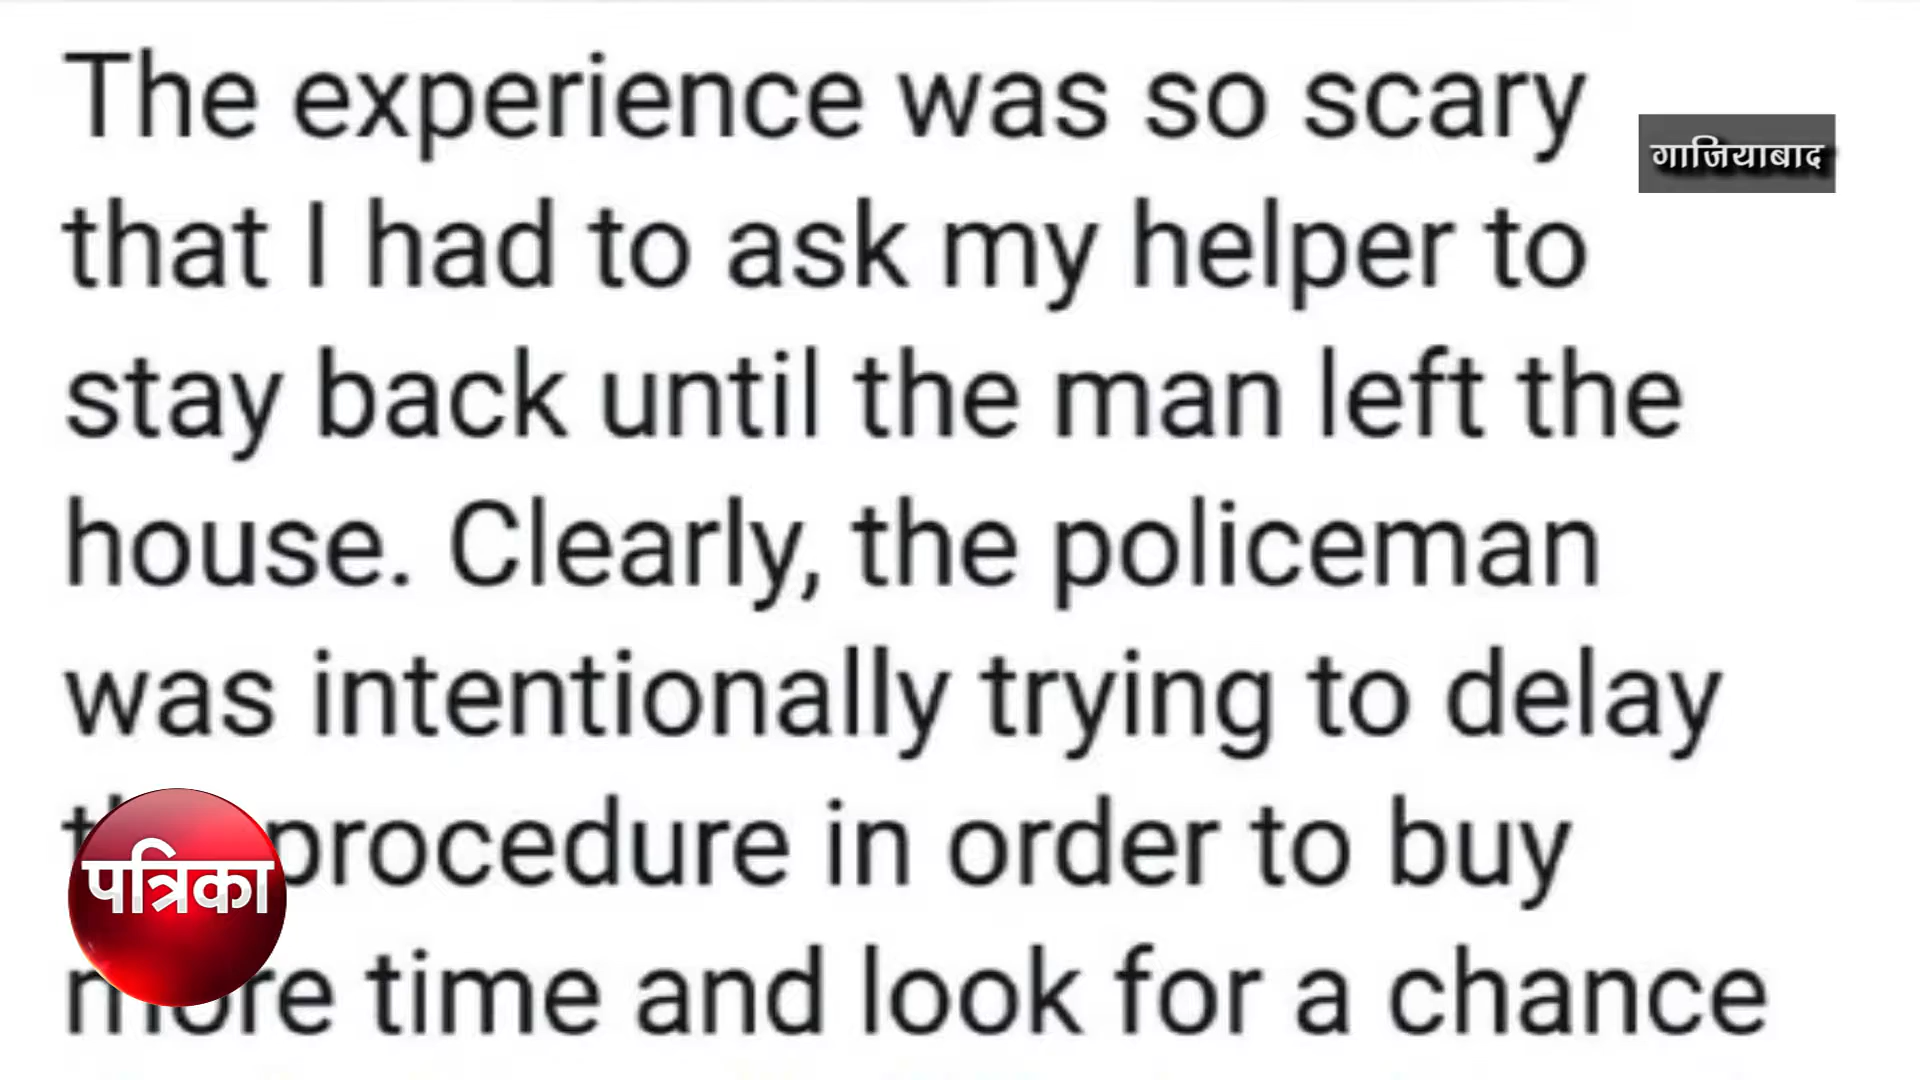 The experience was so scary
गाजियाबाद
that I had to ask my helper to
stay back until the man left the
house. Clearly, the policeman
was intentionally trying to delay
procedure in order to buy
पत्रिका
more time and look for a chance